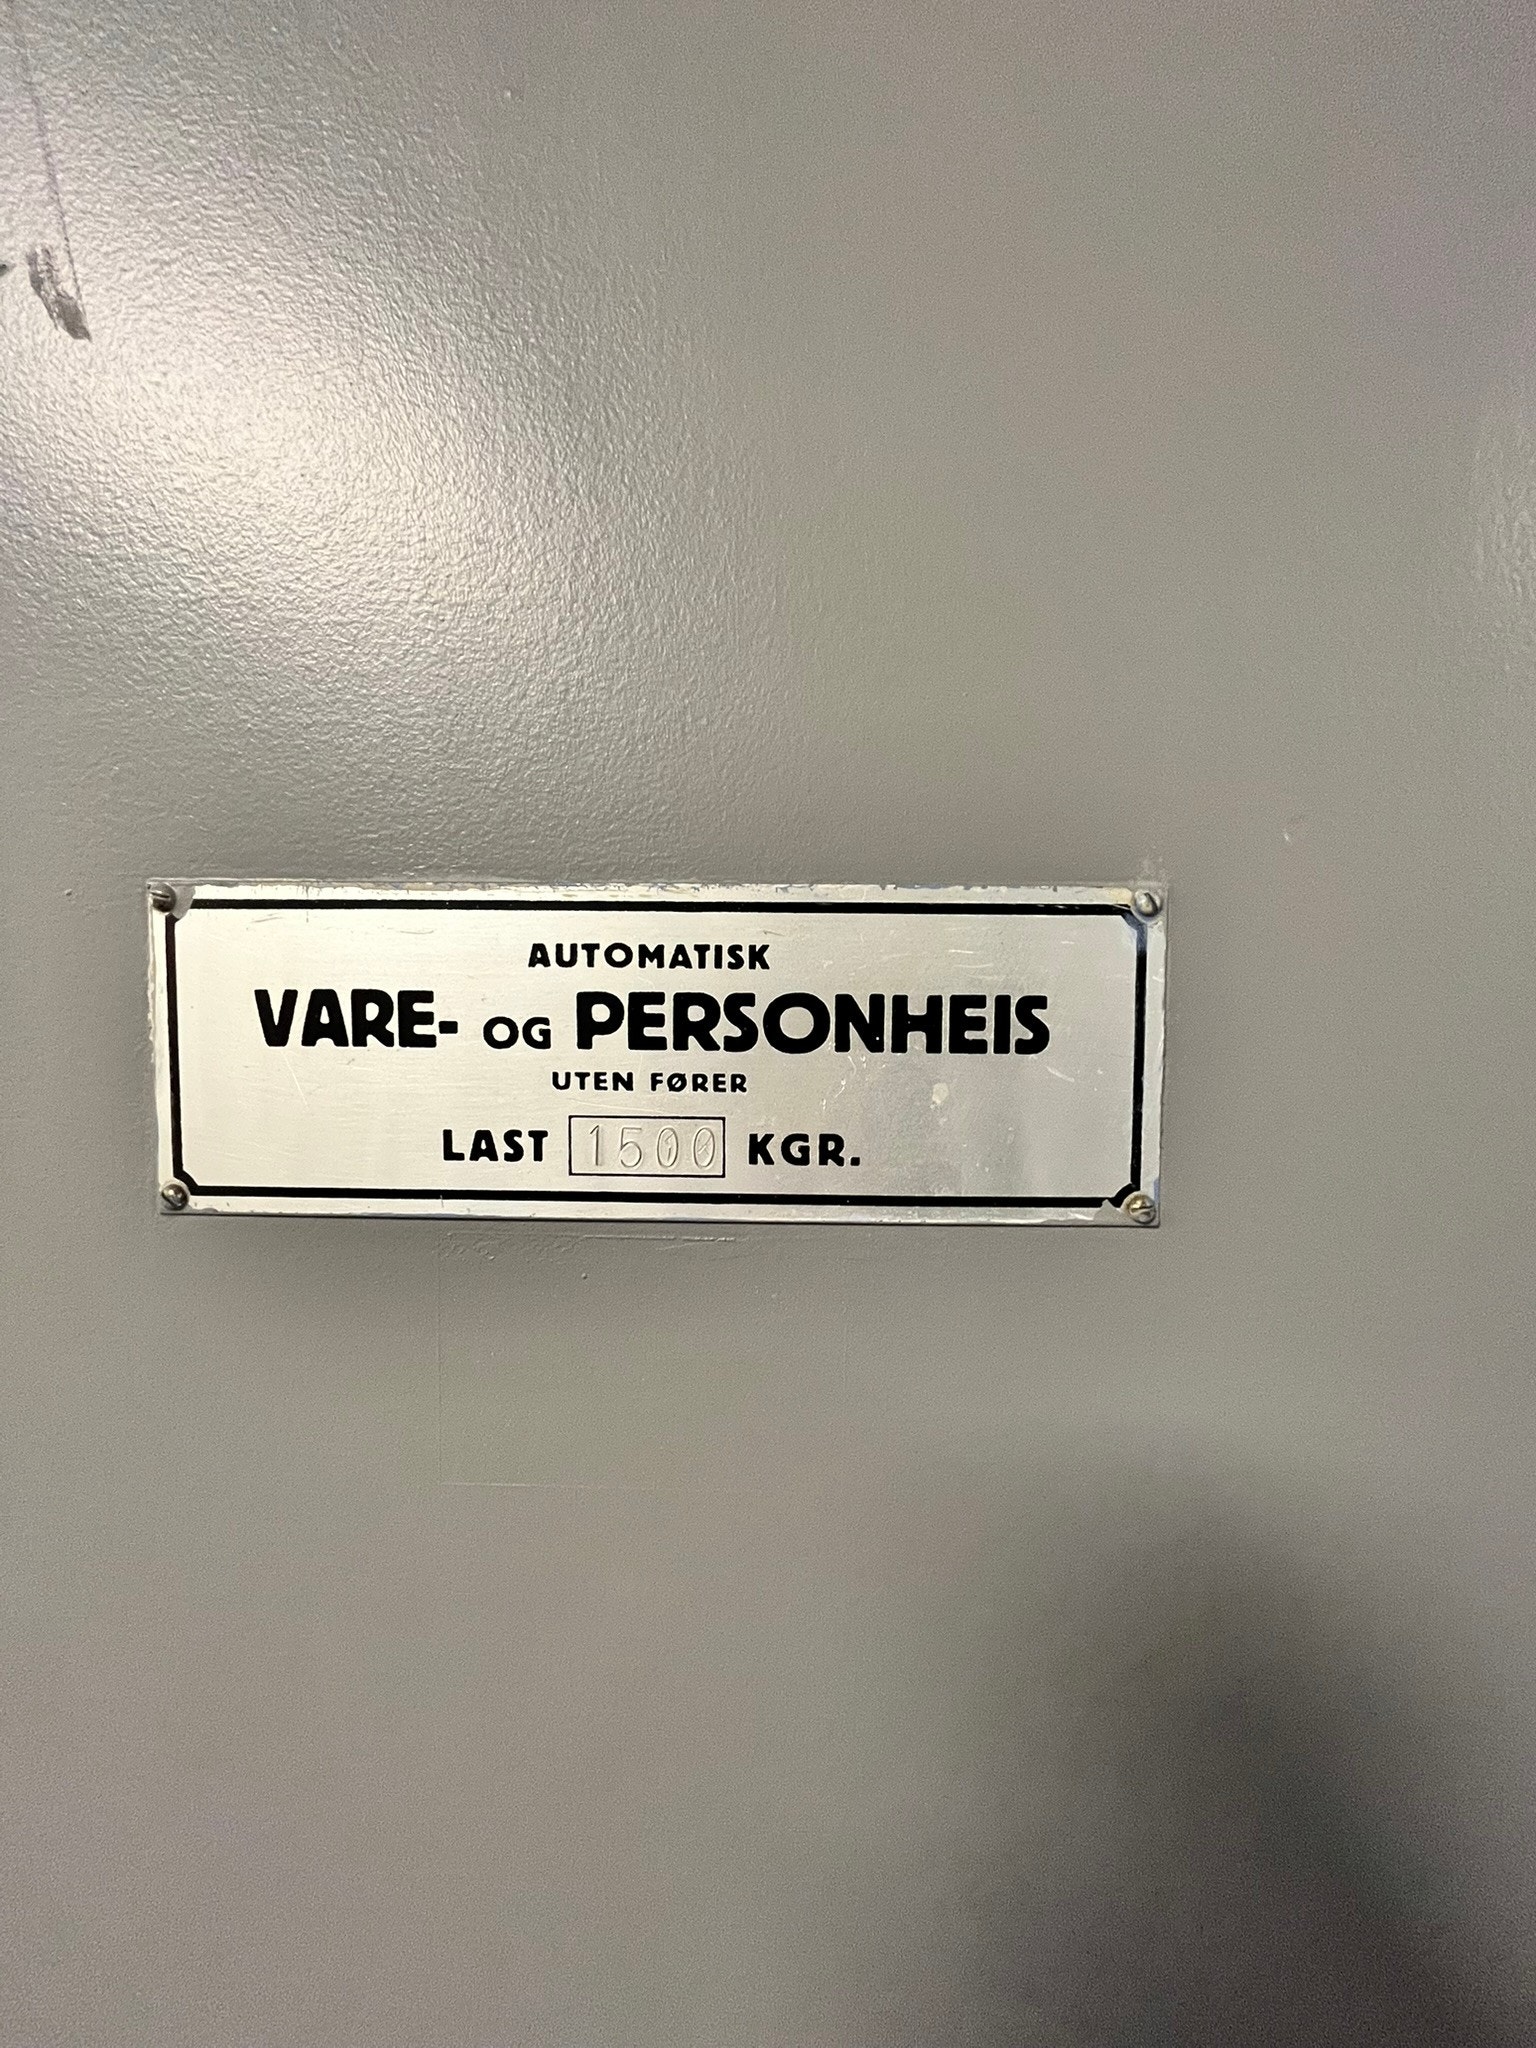 AUTOMATISK
VARE- OG PERSONHEIS
UTEN FØRER
LAST 1500 KGR.